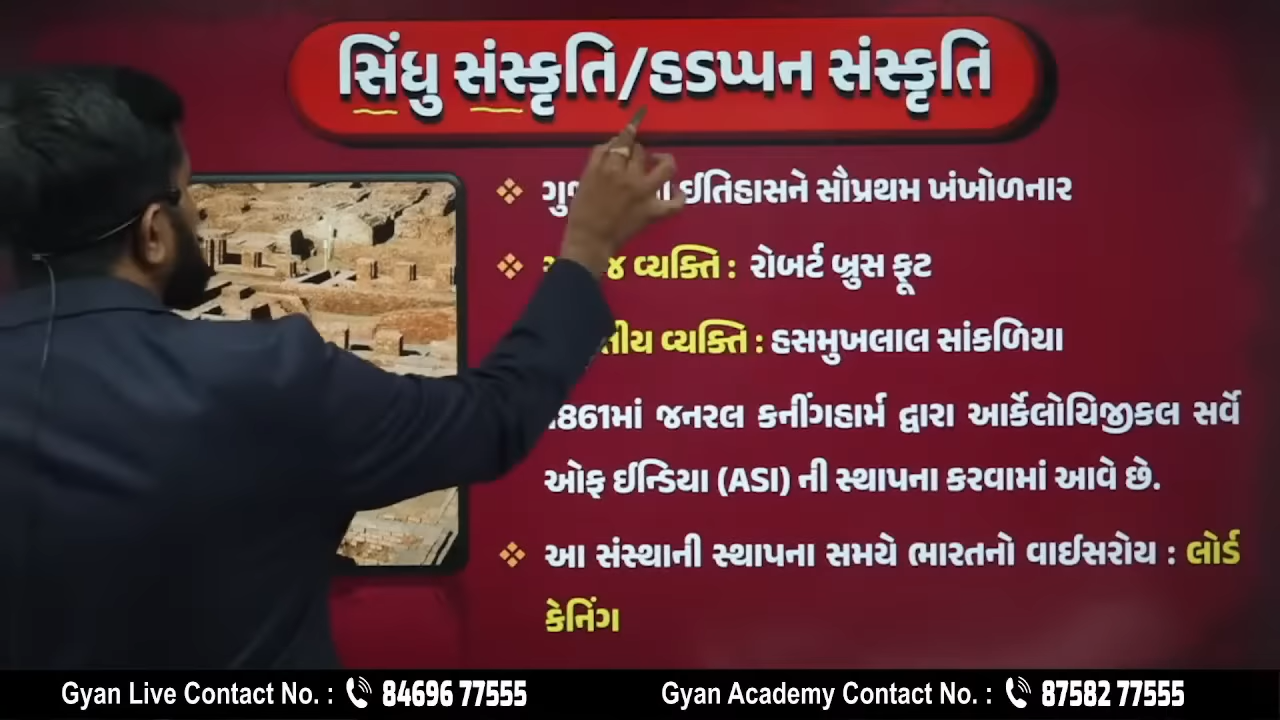 સિંધુ સંસ્કૃતિ/હડપ્પન સંસ્કૃતિ
ઈતિહાસને સૌપ્રથમ ખંખોળનાર
વ્યક્તિ : રોબર્ટ બ્રુસ ફૂટ
વ્યક્તિ : હસમુખલાલ સાંકળિયા
1861માં જનરલ કનીંગહાર્મ દ્વારા આર્કેલોયિજીકલ સર્વે
ઓફ ઈન્ડિયા (ASI) ની સ્થાપના કરવામાં આવે છે.
આ સંસ્થાની સ્થાપના સમયે ભારતનો વાઈસરોય : લોર્ડ
કેનિંગ
Gyan Live Contact No. : 84696 77555
Gyan Academy Contact No. : 87582 77555